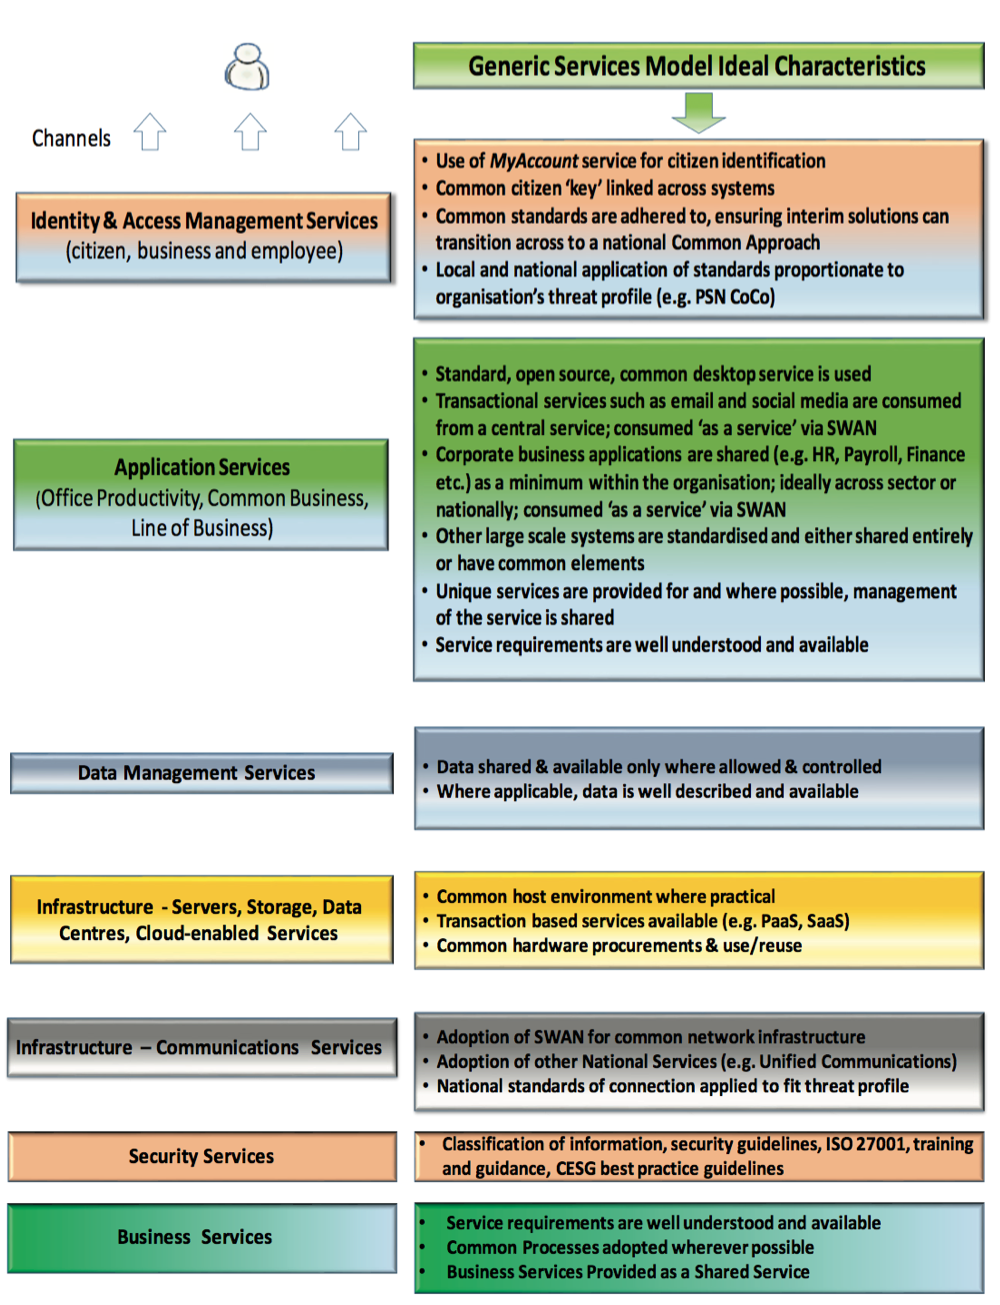 Generic Services Model Ideal Characteristics
Channels
Identity & Access Management Services
(citizen, business and employee)
• Use of MyAccount service for citizen identification
• Common citizen ‘key’ linked across systems
• Common standards are adhered to, ensuring interim solutions can
transition across to a national Common Approach
• Local and national application of standards proportionate to
organisation’s threat profile (e.g. PSN CoCo)
Application Services
(Office Productivity, Common Business,
Line of Business)
• Standard, open source, common desktop service is used
• Transactional services such as email and social media are consumed
from a central service; consumed ‘as a service’ via SWAN
• Corporate business applications are shared (e.g. HR, Payroll, Finance
etc.) as a minimum within the organisation; ideally across sector or
nationally; consumed ‘as a service’ via SWAN
• Other large scale systems are standardised and either shared entirely
or have common elements
• Unique services are provided for and where possible, management
of the service is shared
• Service requirements are well understood and available
Data Management Services
• Data shared & available only where allowed & controlled
• Where applicable, data is well described and available
Infrastructure - Servers, Storage, Data
Centres, Cloud-enabled Services
• Common host environment where practical
• Transaction based services available (e.g. PaaS, SaaS)
• Common hardware procurements & use/reuse
Infrastructure – Communications Services
• Adoption of SWAN for common network infrastructure
• Adoption of other National Services (e.g. Unified Communications)
• National standards of connection applied to fit threat profile
Security Services
• Classification of information, security guidelines, ISO 27001, training
and guidance, CESG best practice guidelines
Business Services
• Service requirements are well understood and available
• Common Processes adopted wherever possible
• Business Services Provided as a Shared Service